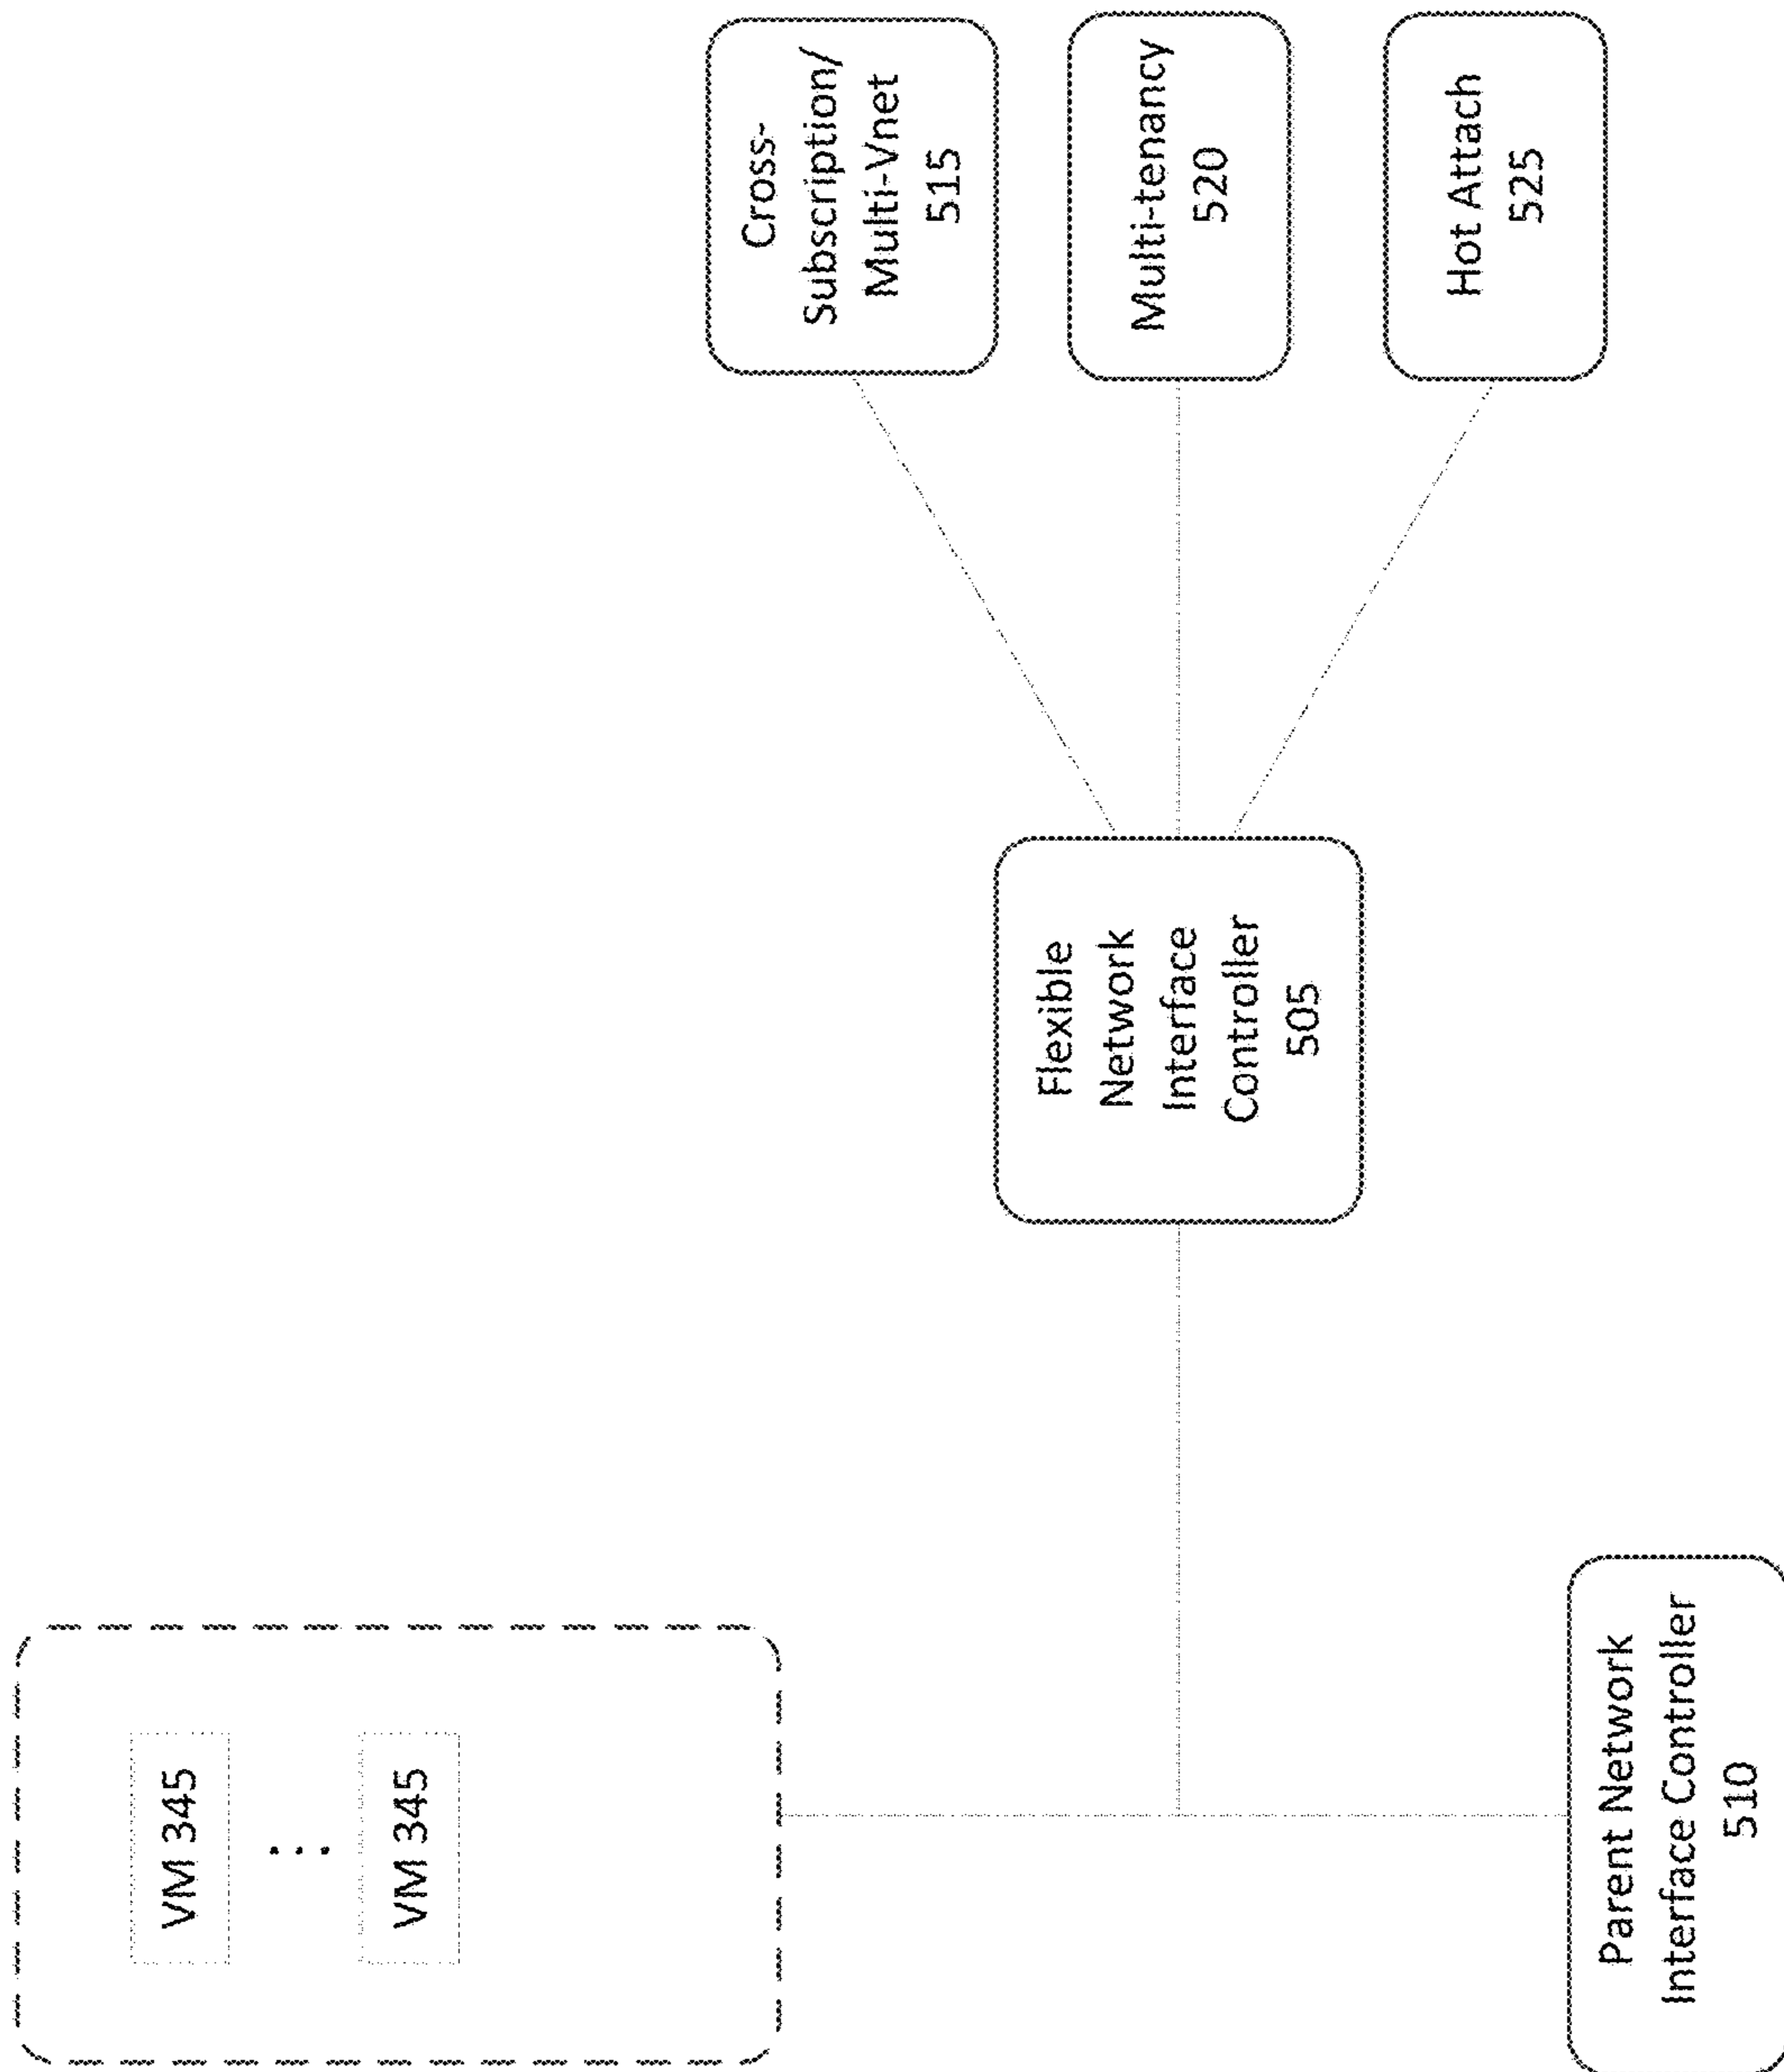 VM 345
...
VM 345
Parent Network
Interface Controller
510
Flexible
Network
Interface
Controller
505
Cross-
Subscription/
Multi-Vnet
515
Multi-tenancy
520
Hot Attach
525